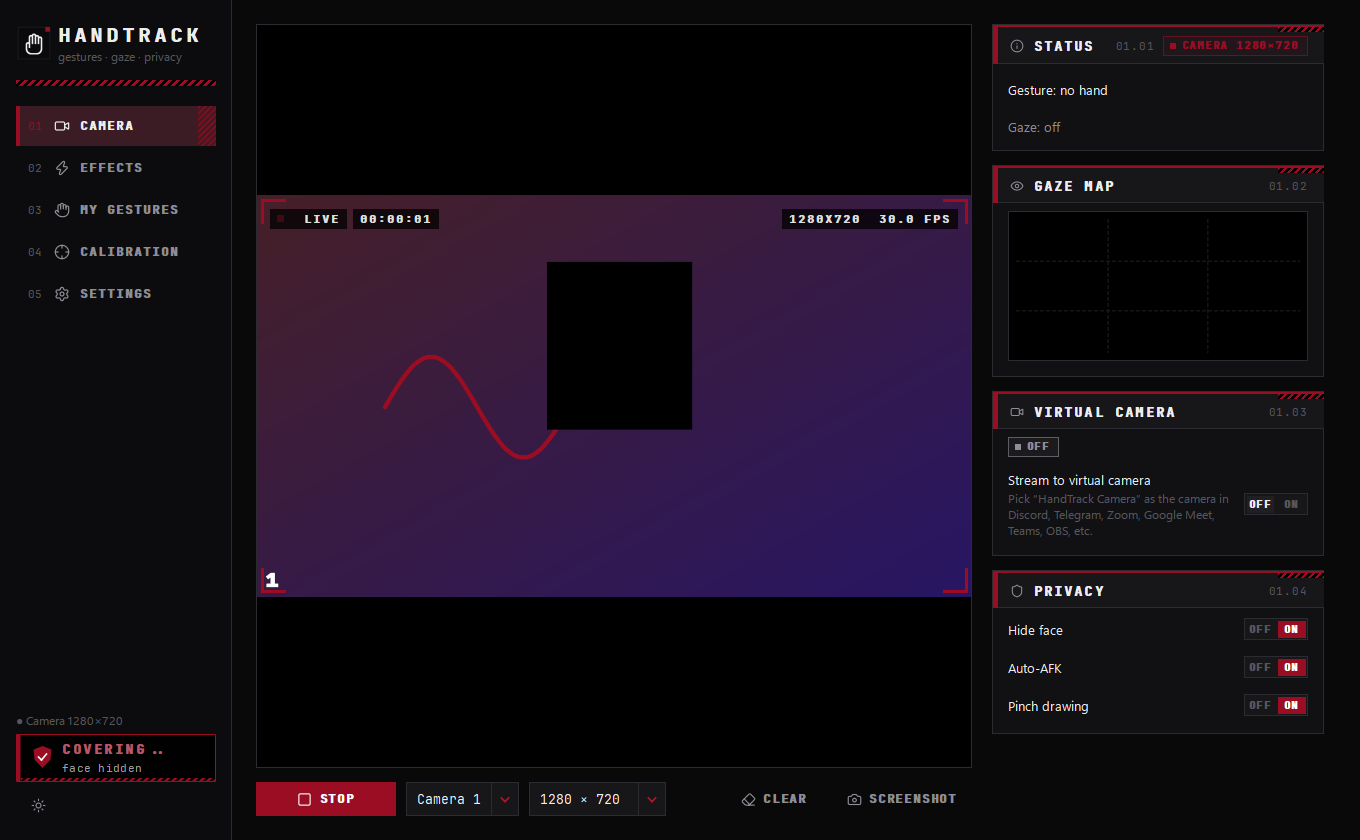 HANDTRACK
gestures · gaze · privacy
01 CAMERA
02 EFFECTS
03 MY GESTURES
04 CALIBRATION
05 SETTINGS
Camera 1280×720
COVERING ..
face hidden
LIVE 00:00:01
1280X720 30.0 FPS
1
STOP
Camera 1
1280 × 720
CLEAR
SCREENSHOT
STATUS 01.01 CAMERA 1280×720
Gesture: no hand
Gaze: off
GAZE MAP 01.02
VIRTUAL CAMERA 01.03
OFF
Stream to virtual camera
Pick "HandTrack Camera" as the camera in
Discord, Telegram, Zoom, Google Meet,
Teams, OBS, etc.
OFF ON
PRIVACY 01.04
Hide face OFF ON
Auto-AFK OFF ON
Pinch drawing OFF ON